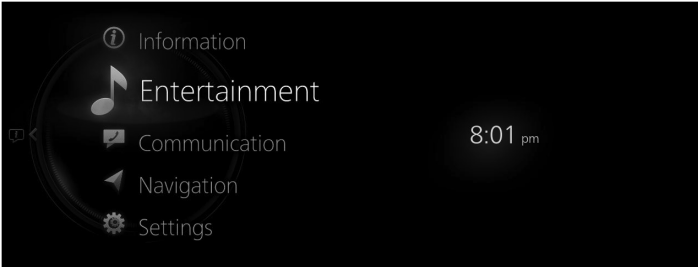 Information
Entertainment
Communication
8:01 pm
Navigation
Settings